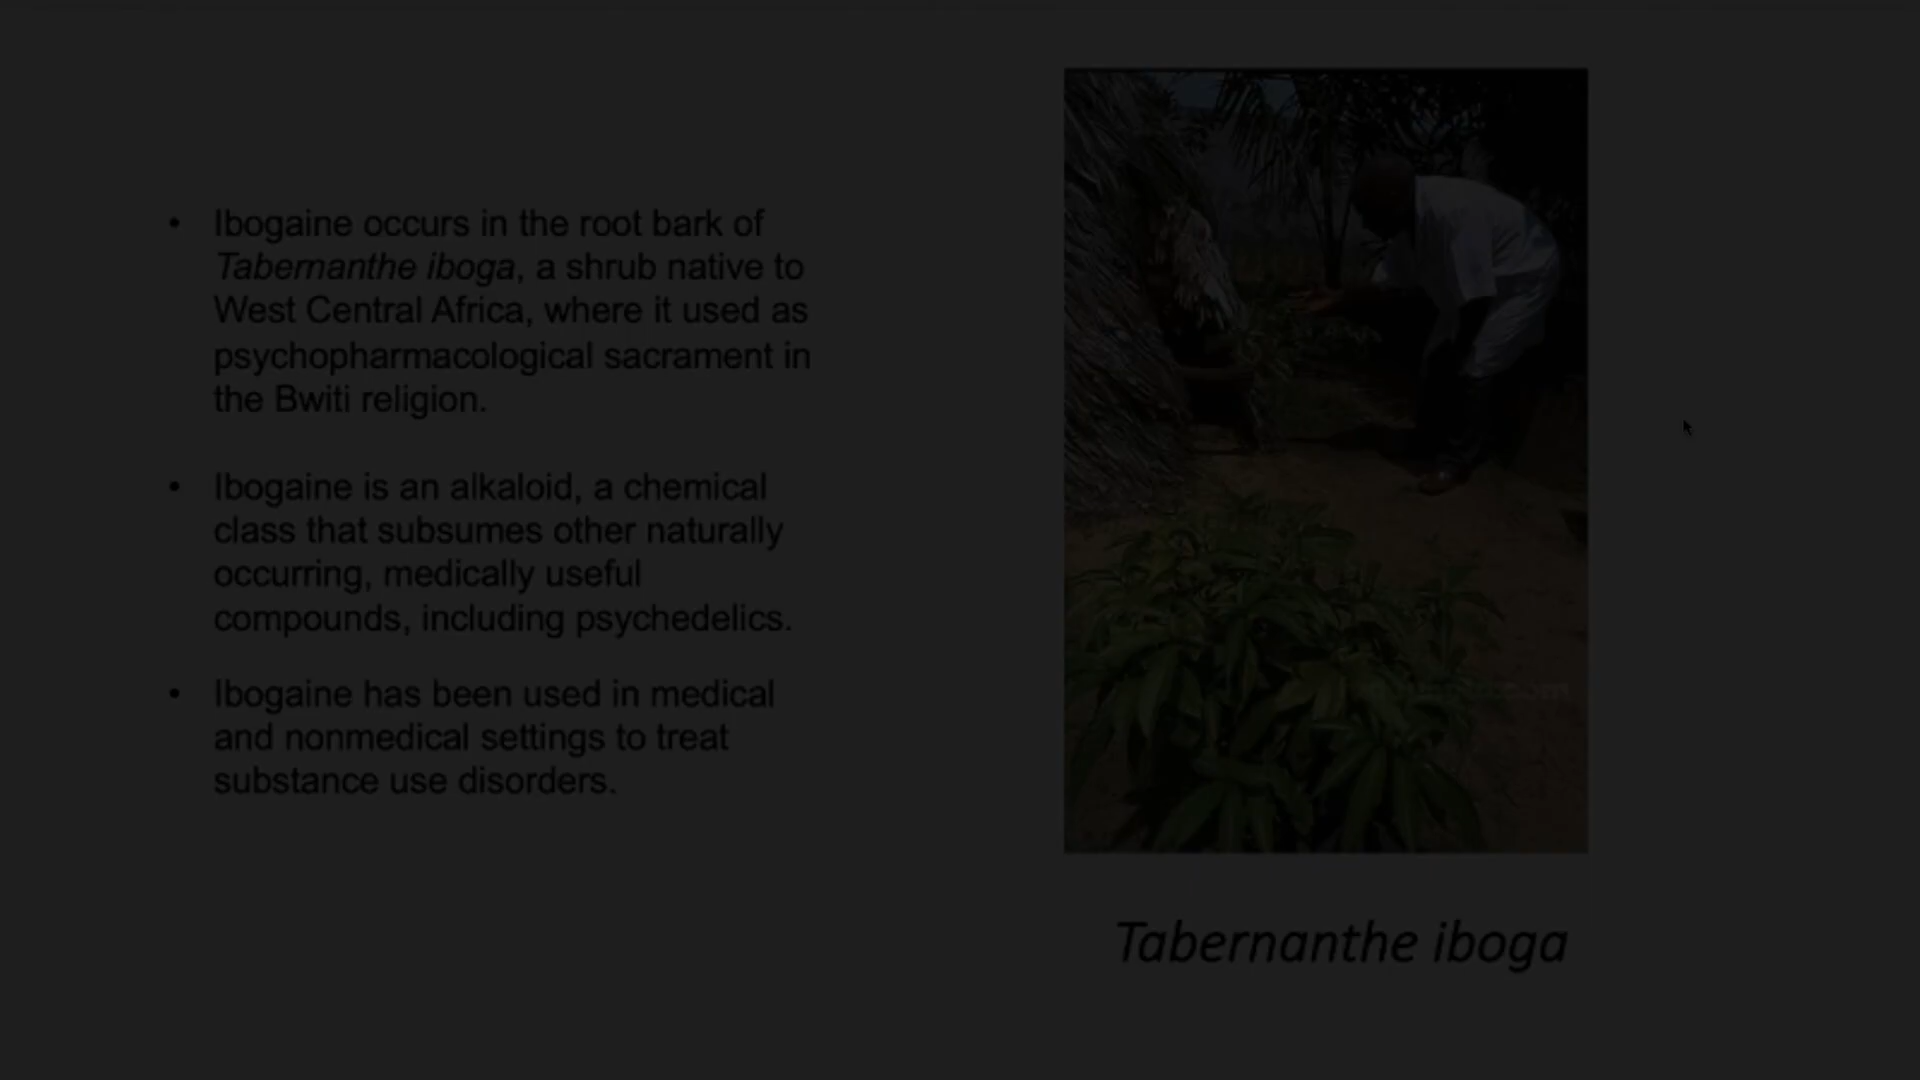 • Ibogaine occurs in the root bark of
Tabernanthe iboga, a shrub native to
West Central Africa, where it used as
psychopharmacological sacrament in
the Bwiti religion.
• Ibogaine is an alkaloid, a chemical
class that subsumes other naturally
occurring, medically useful
compounds, including psychedelics.
• Ibogaine has been used in medical
and nonmedical settings to treat
substance use disorders.
Tabernanthe iboga